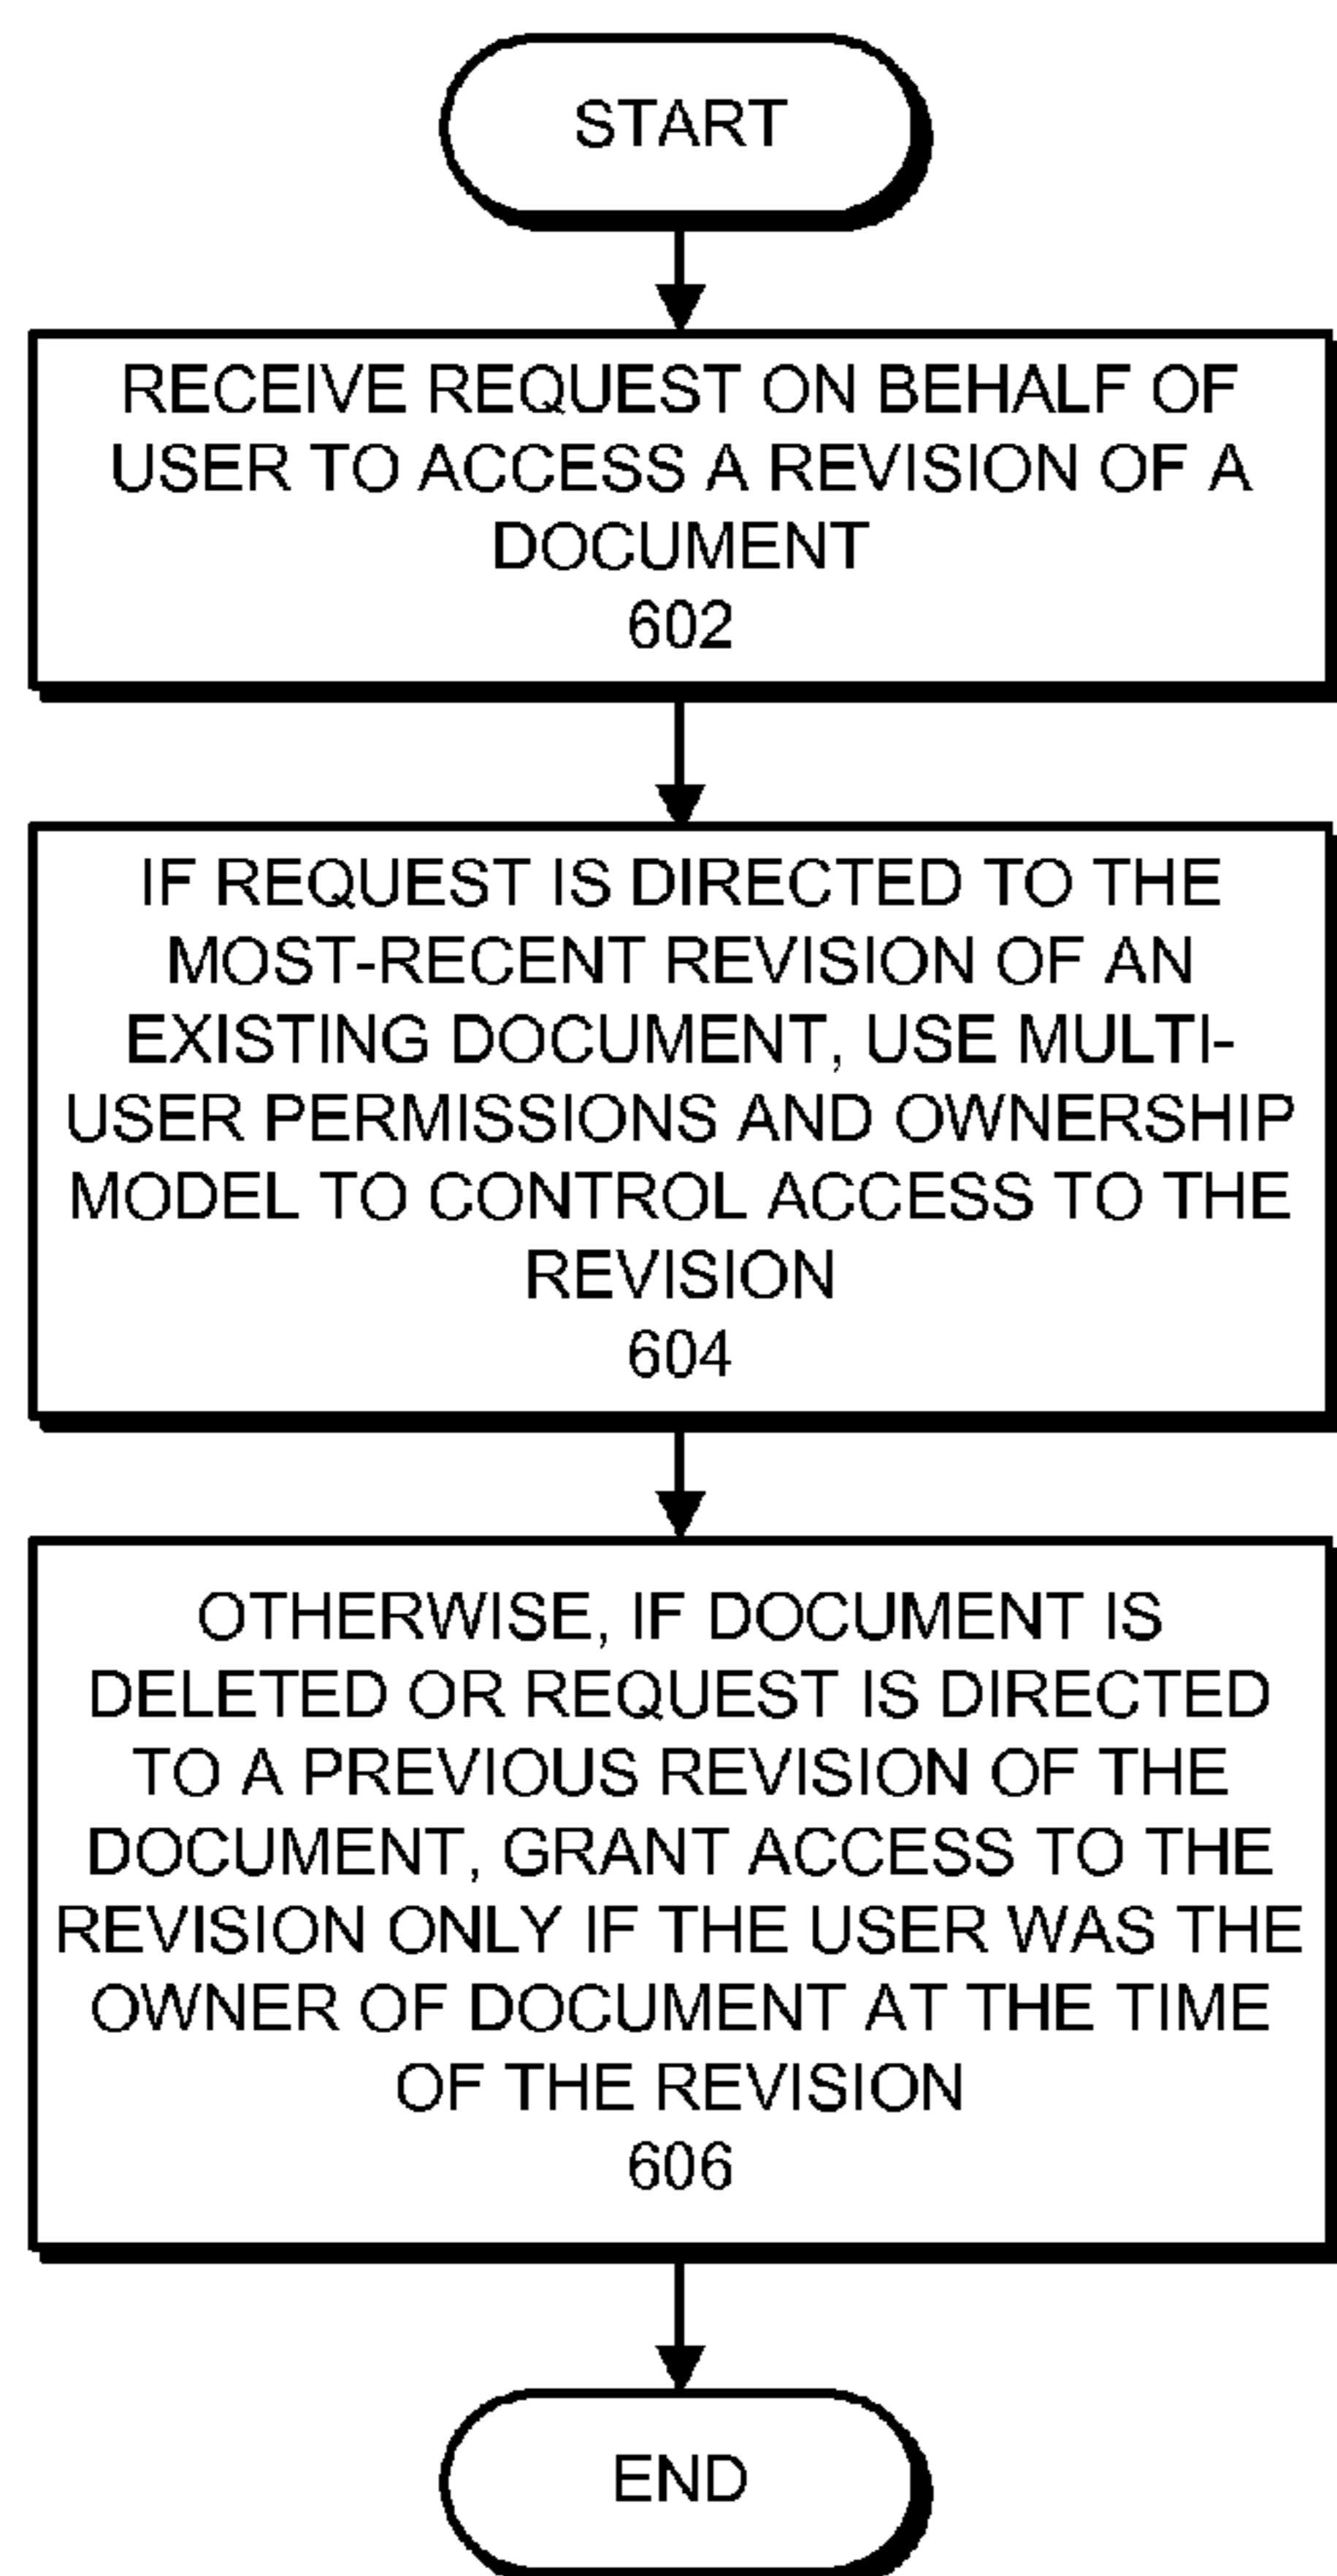 START
RECEIVE REQUEST ON BEHALF OF
USER TO ACCESS A REVISION OF A
DOCUMENT
602
IF REQUEST IS DIRECTED TO THE
MOST-RECENT REVISION OF AN
EXISTING DOCUMENT, USE MULTI-
USER PERMISSIONS AND OWNERSHIP
MODEL TO CONTROL ACCESS TO THE
REVISION
604
OTHERWISE, IF DOCUMENT IS
DELETED OR REQUEST IS DIRECTED
TO A PREVIOUS REVISION OF THE
DOCUMENT, GRANT ACCESS TO THE
REVISION ONLY IF THE USER WAS THE
OWNER OF DOCUMENT AT THE TIME
OF THE REVISION
606
END